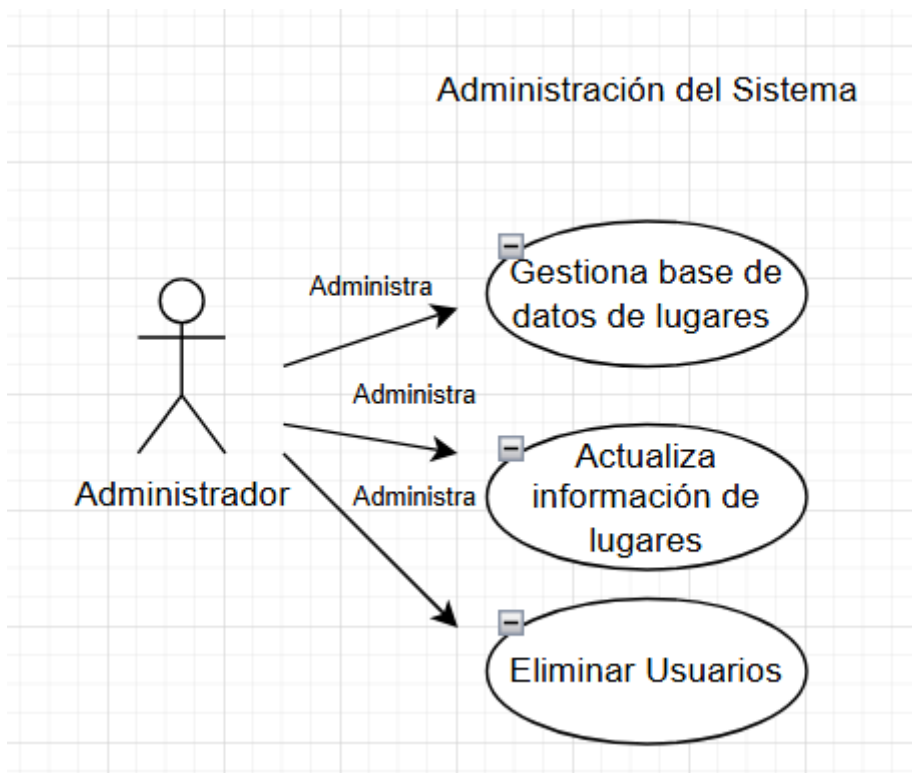 Administración del Sistema
Administra
Gestiona base de
datos de lugares
Administra
Actualiza
información de
lugares
Administrador
Administra
Eliminar Usuarios